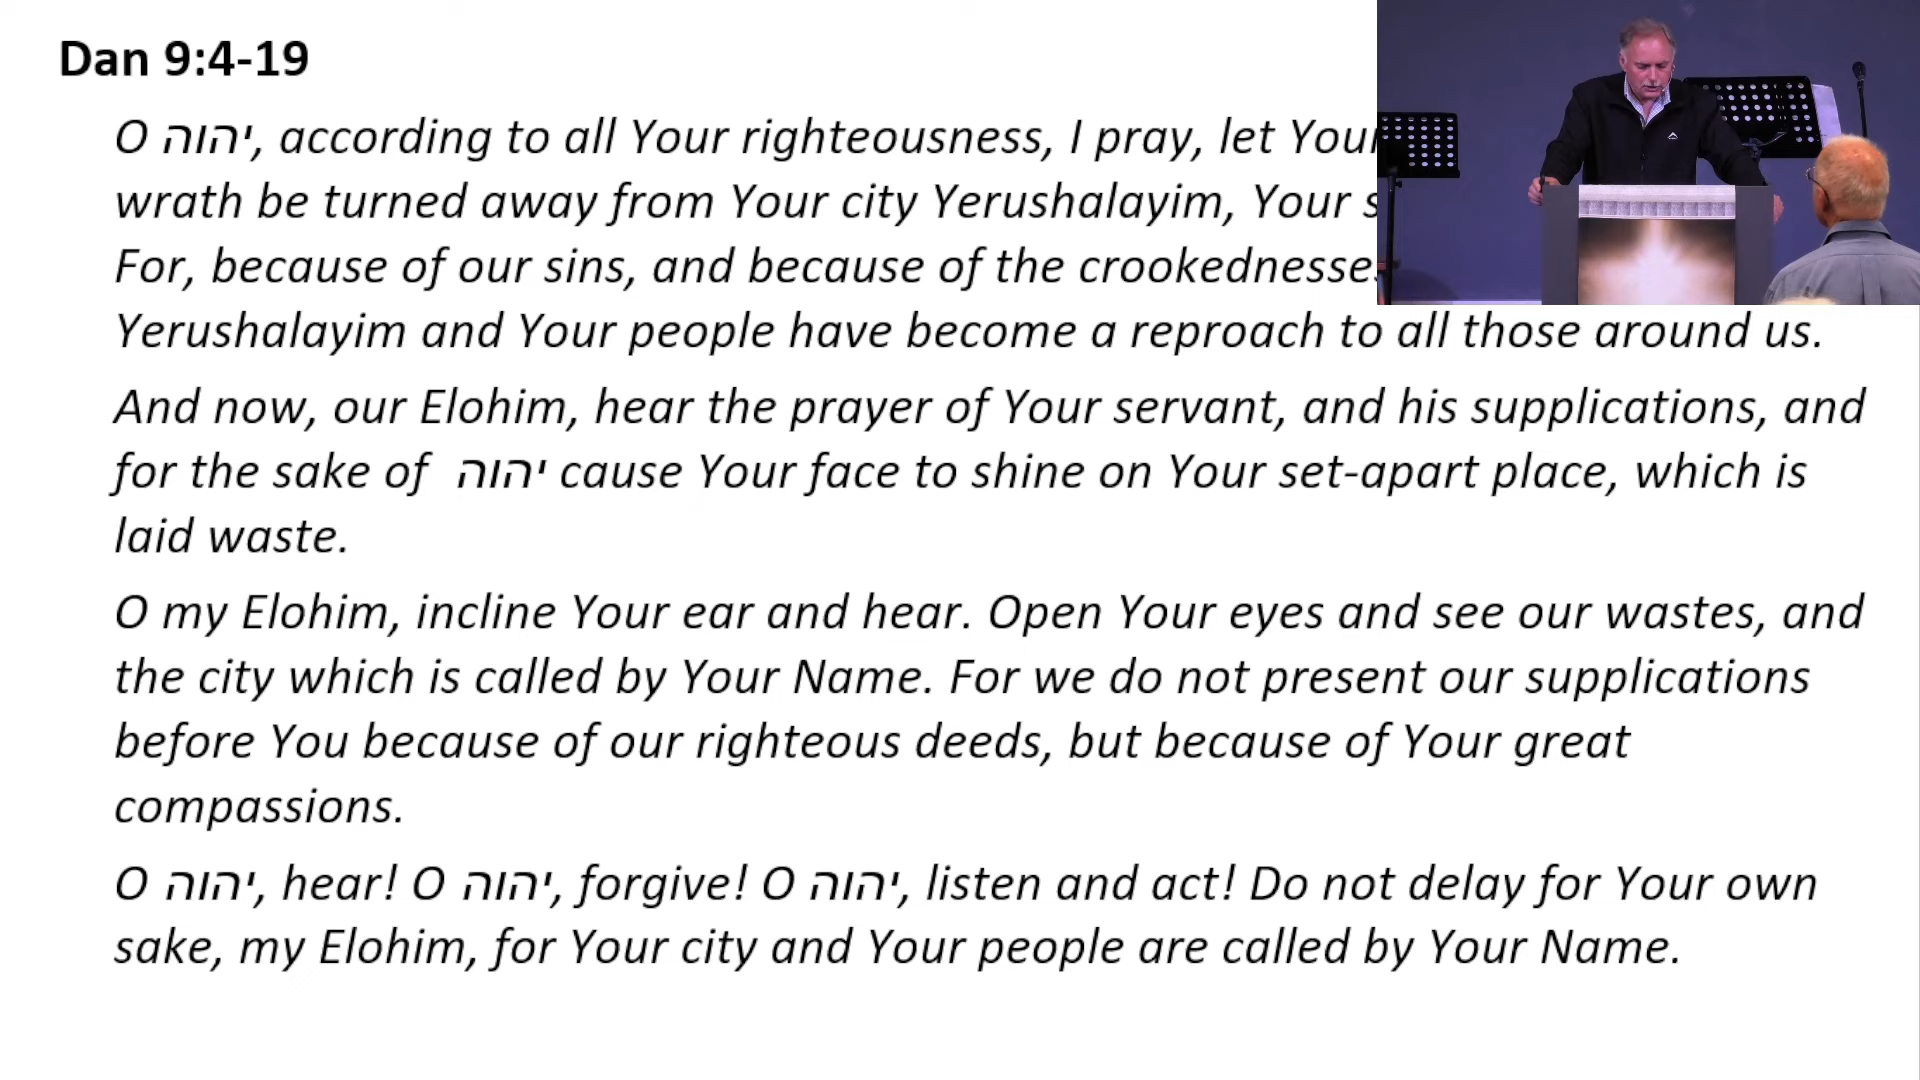 Dan 9:4-19
O יהוה, according to all Your righteousness, I pray, let Your
wrath be turned away from Your city Yerushalayim, Your
For, because of our sins, and because of the
Yerushalayim and Your people have become a reproach to all those around us.
And now, our Elohim, hear the prayer of Your servant, and his supplications, and
for the sake of יהוה cause Your face to shine on Your set-apart place, which is
laid waste.
O my Elohim, incline Your ear and hear. Open Your eyes and see our wastes, and
the city which is called by Your Name. For we do not present our supplications
before You because of our righteous deeds, but because of Your great
compassions.
O יהוה, hear! O יהוה, forgive! O יהוה, listen and act! Do not delay for Your own
sake, my Elohim, for Your city and Your people are called by Your Name.